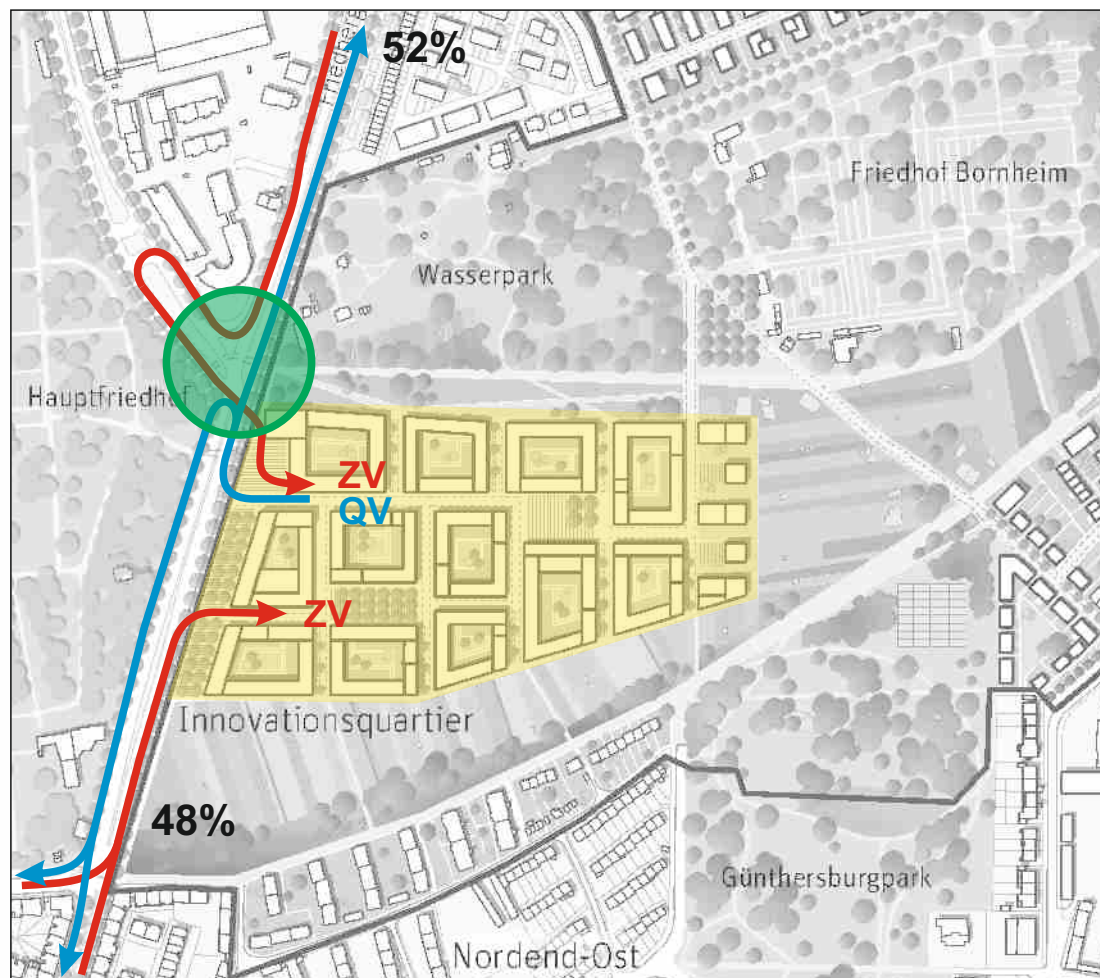 52%
Friedhof Bornheim
Wasserpark
Hauptfriedhof
ZV
QV
ZV
Innovationsquartier
48%
Günthersburgpark
Nordend-Ost